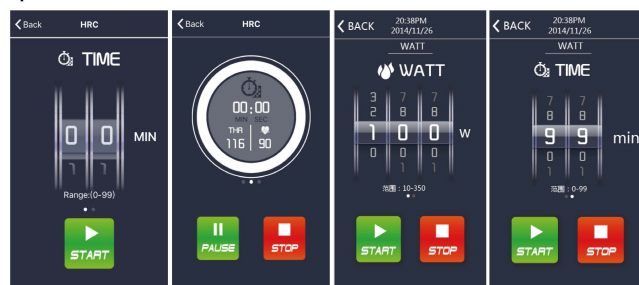 Back HRC
TIME
0 0 MIN
1 1
Range:(0-99)
START
Back HRC
00:00
MIN SEC
THR
116 90
PAUSE STOP
BACK 20:38PM
2014/11/26
WATT
WATT
3 7 7
2 8 8
1 0 0 W
0 0
1 1
范围：10-350
START STOP
BACK 20:38PM
2014/11/26
WATT
TIME
7 7
8 8
9 9 min
0 0
1
范围：0-99
START STOP